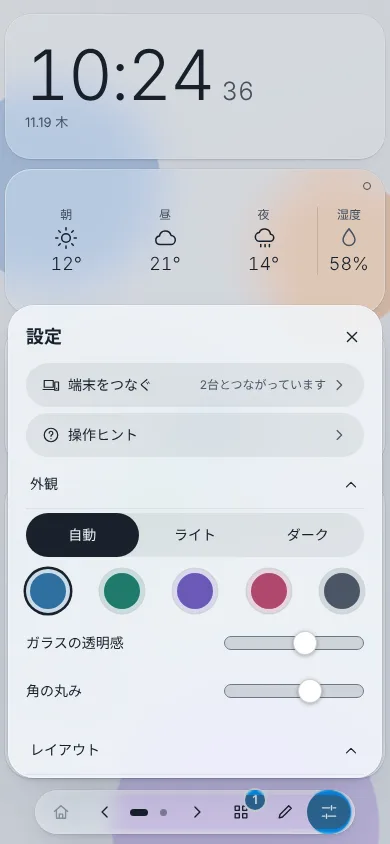 10:24 36
11.19 木
朝 昼 夜 湿度
12° 21° 14° 58%
設定
端末をつなぐ 2台とつながっています
操作ヒント
外観
自動 ライト ダーク
ガラスの透明感
角の丸み
レイアウト
1